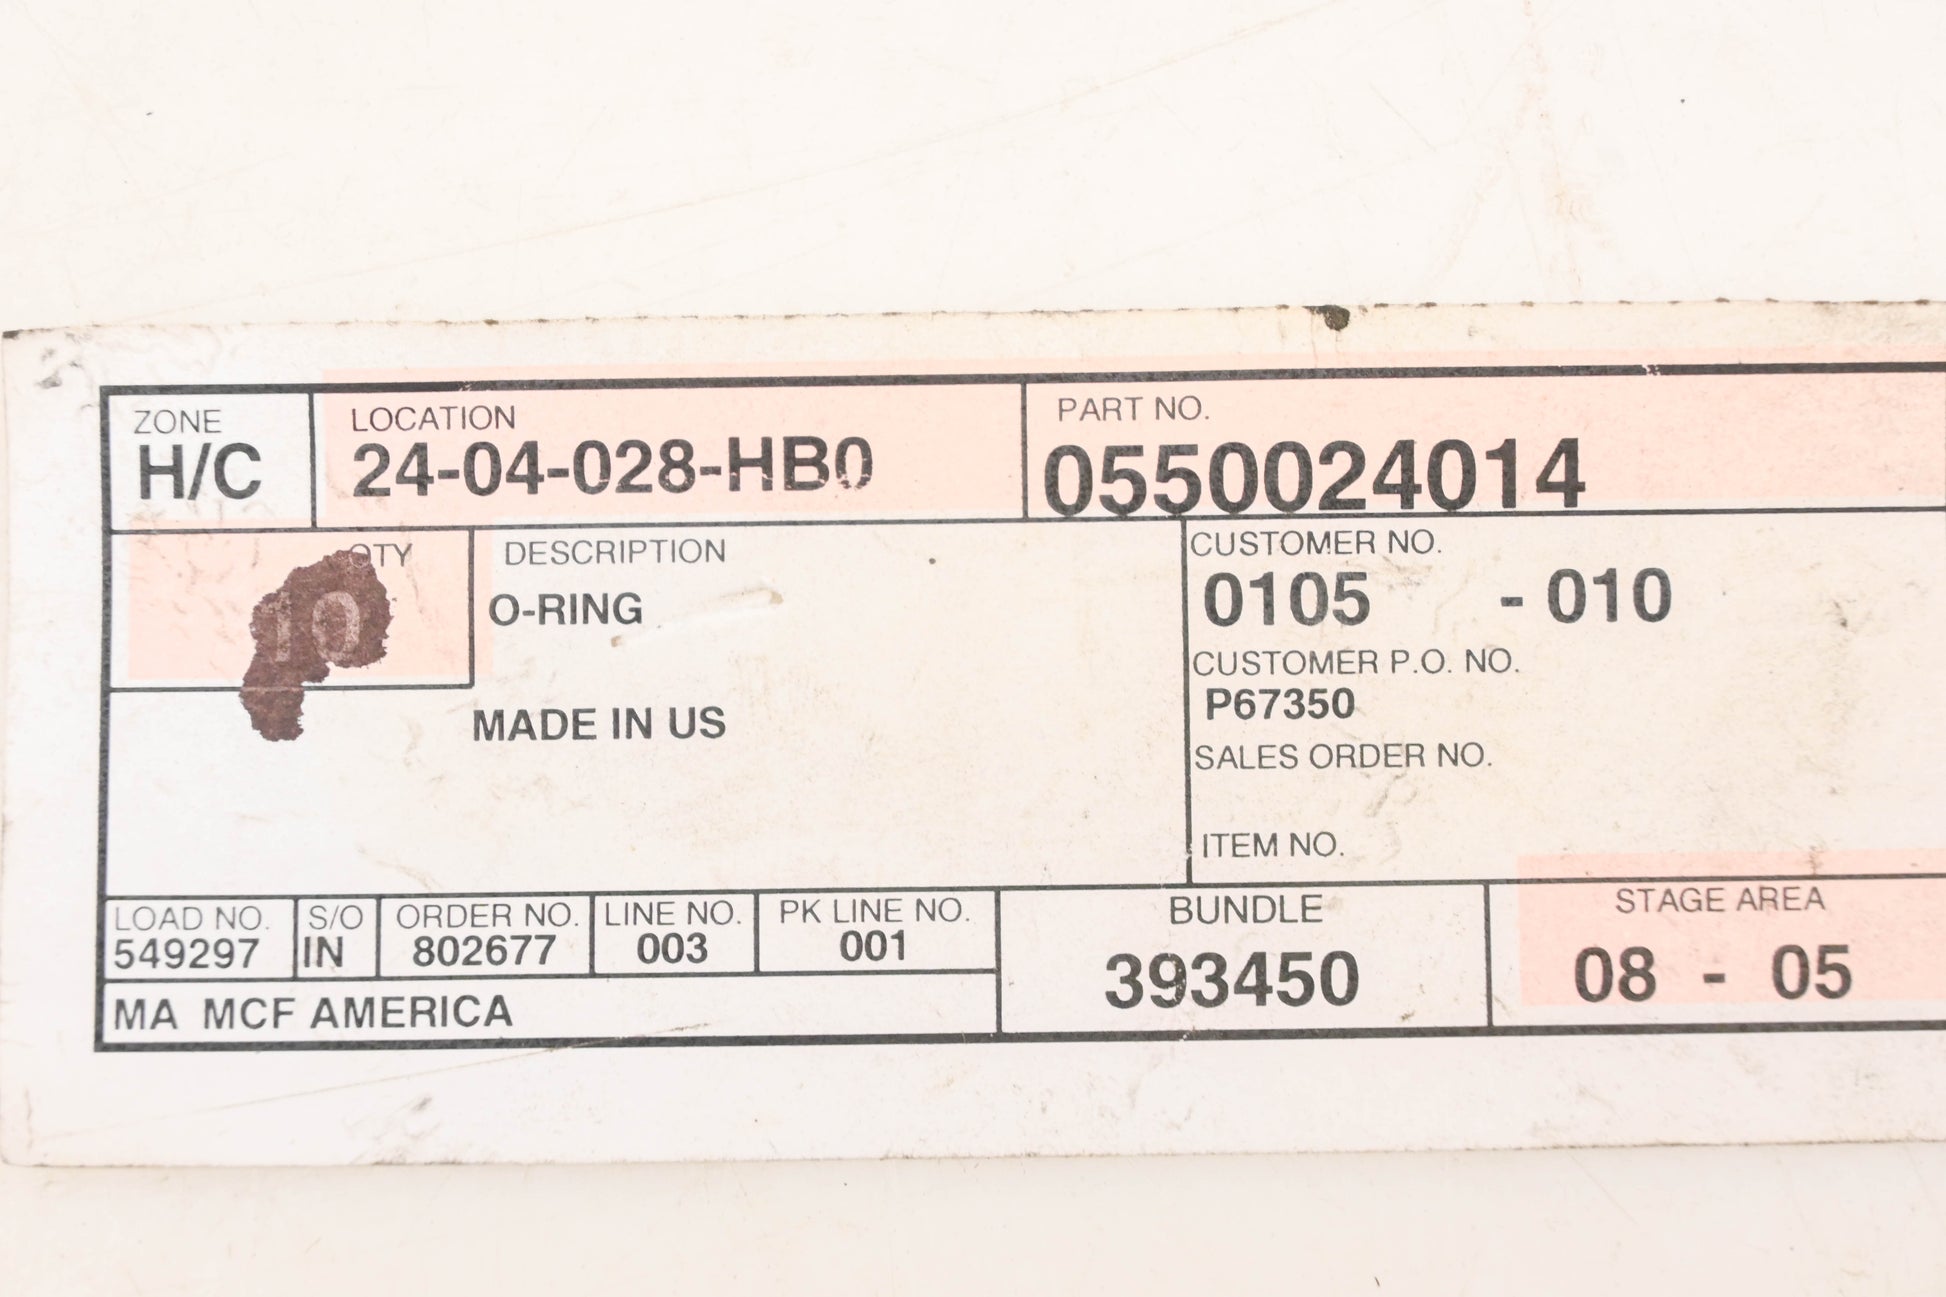 ZONE
H/C
LOCATION
24-04-028-HB0
PART NO.
0550024014
QTY
10
DESCRIPTION
O-RING
MADE IN US
CUSTOMER NO.
0105 - 010
CUSTOMER P.O. NO.
P67350
SALES ORDER NO.
ITEM NO.
LOAD NO.
549297
S/O
IN
ORDER NO.
802677
LINE NO.
003
PK LINE NO.
001
MA MCF AMERICA
BUNDLE
393450
STAGE AREA
08 - 05